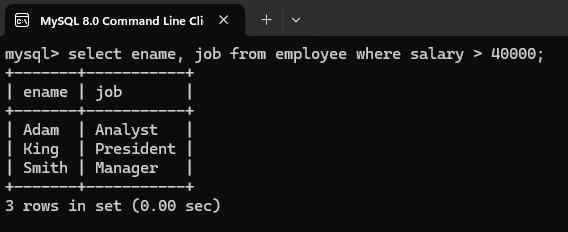 MySQL 8.0 Command Line Cli
mysql> select ename, job from employee where salary > 40000;
+-------+-----------+
| ename | job       |
+-------+-----------+
| Adam  | Analyst   |
| King  | President |
| Smith | Manager   |
+-------+-----------+
3 rows in set (0.00 sec)